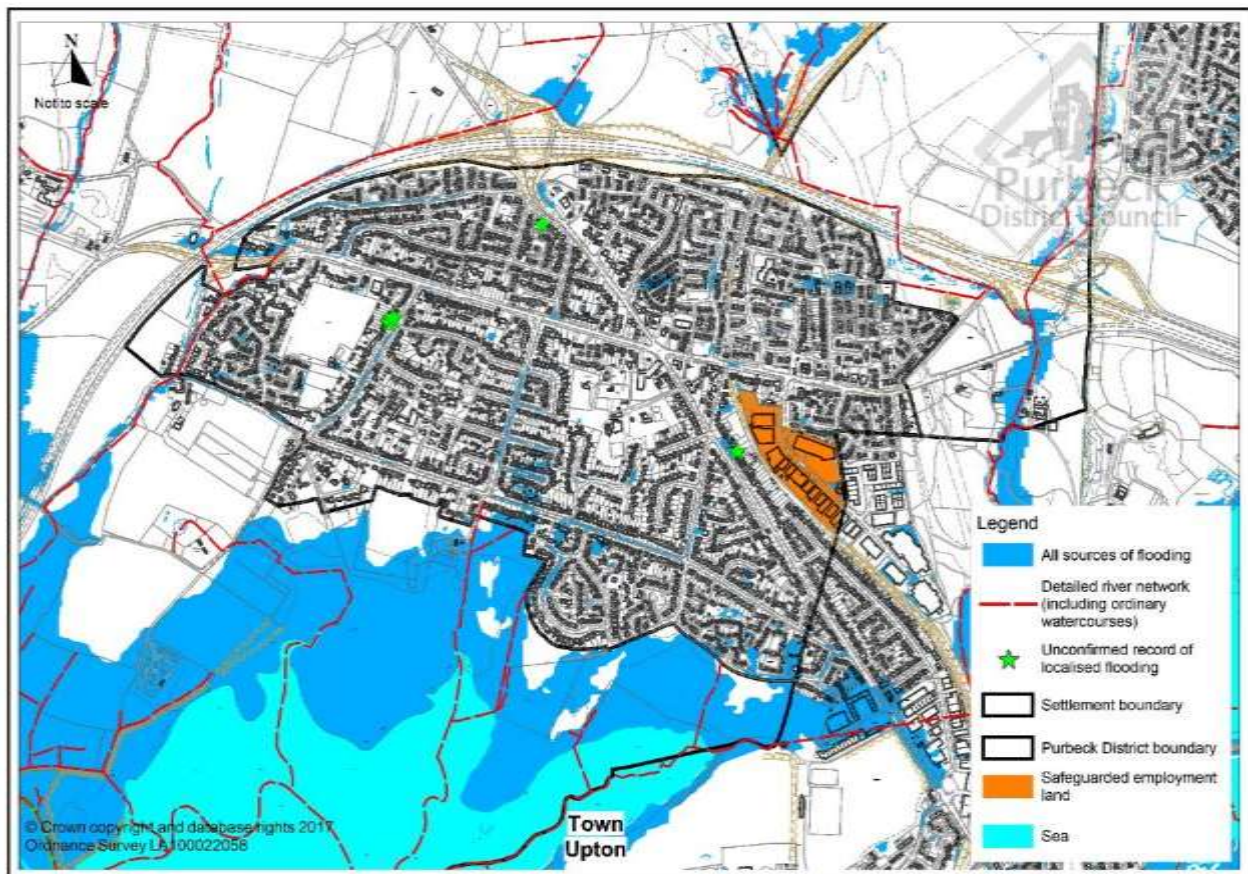 N
Not to scale
Purbeck
District Council
Legend
All sources of flooding
Detailed river network
(including ordinary
watercourses)
Unconfirmed record of
localised flooding
Settlement boundary
Purbeck District boundary
Safeguarded employment
land
Sea
© Crown copyright and database rights 2017
Ordnance Survey LA100022058
Town
Upton